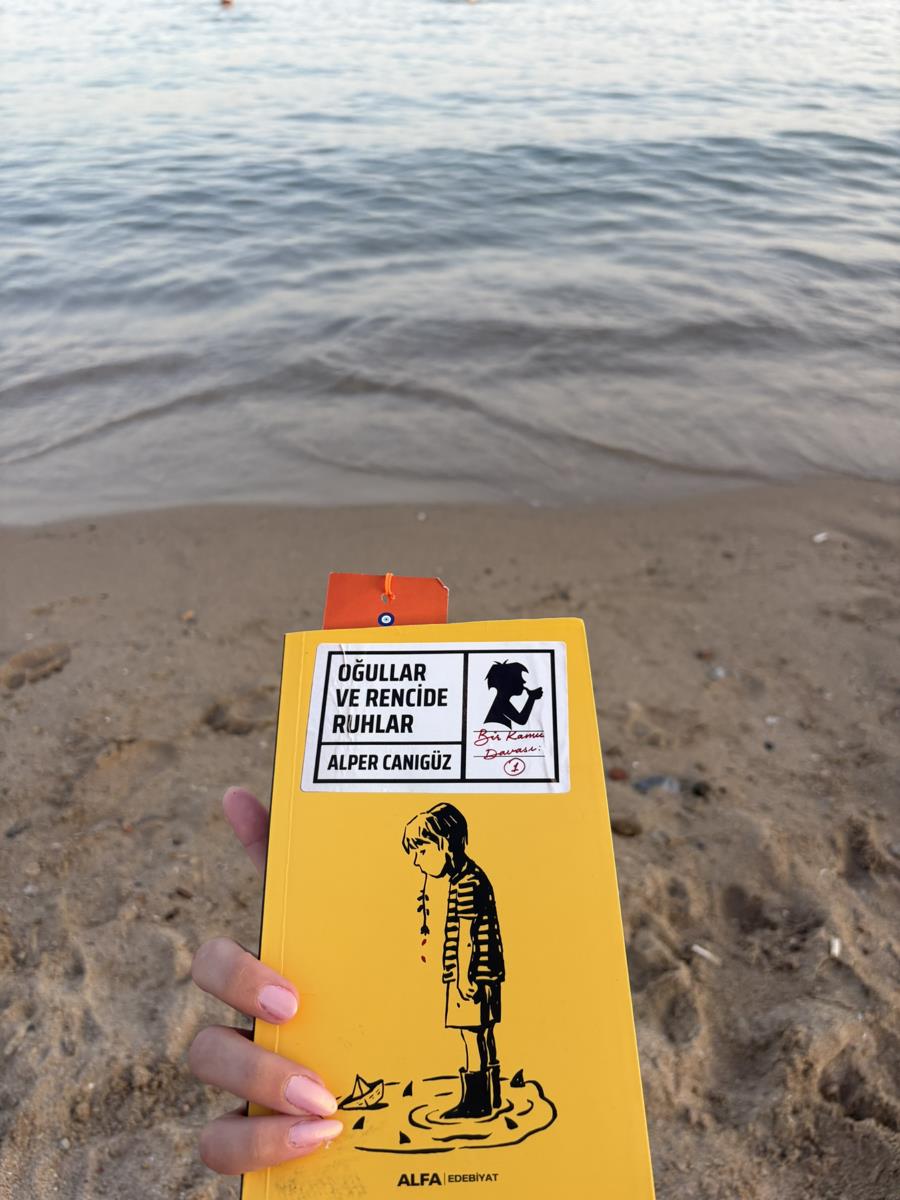 OĞULLAR
VE RENCİDE
RUHLAR
ALPER CANIGÜZ
Bir Kamu
Davası:
1
ALFA | EDEBİYAT